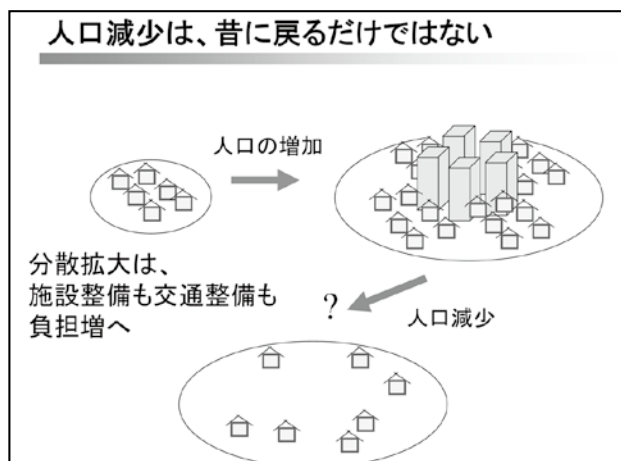 人口減少は、昔に戻るだけではない
人口の増加
分散拡大は、
施設整備も交通整備も
負担増へ
?
人口減少